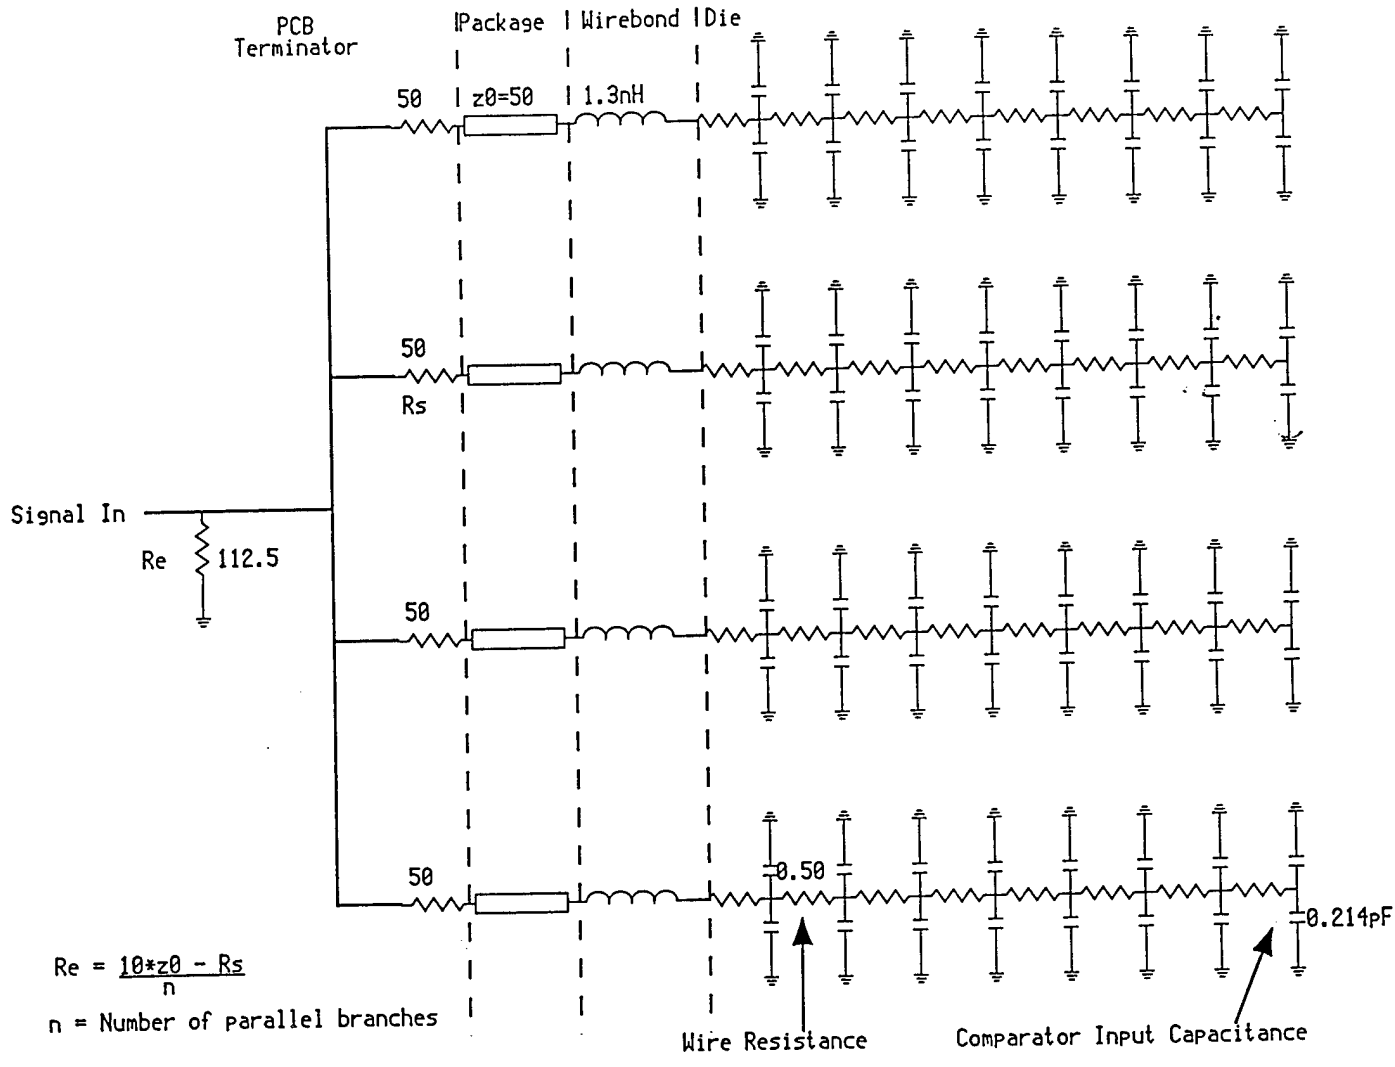 PCB
Terminator
Package
Wirebond
Die
50
z0=50
1.3nH
50
Rs
Signal In
Re
112.5
50
50
0.50
0.214pF
Re = 10*z0 - Rs
n
n = Number of parallel branches
Wire Resistance
Comparator Input Capacitance